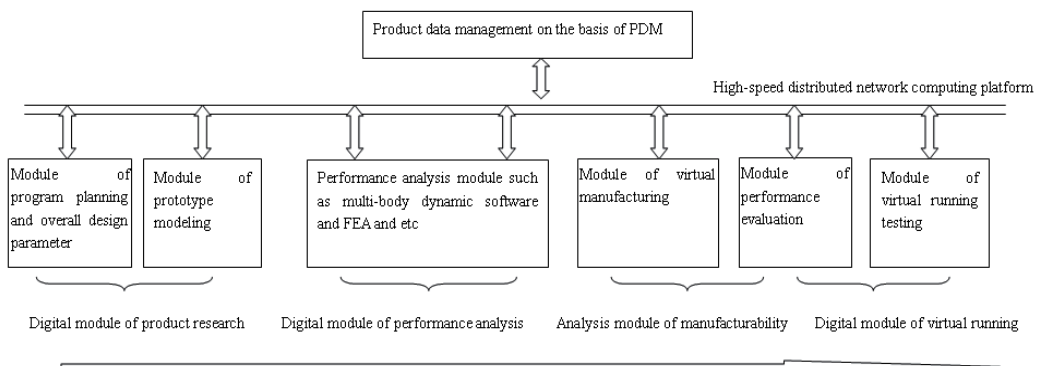 Product data management on the basis of PDM
High-speed distributed network computing platform
Module of
program planning
and overall design
parameter
Module of
prototype
modeling
Performance analysis module such
as multi-body dynamic software
and FEA and etc
Module of virtual
manufacturing
Module of
performance
evaluation
Module of
virtual running
testing
Digital module of product research
Digital module of performance analysis
Analysis module of manufacturability
Digital module of virtual running